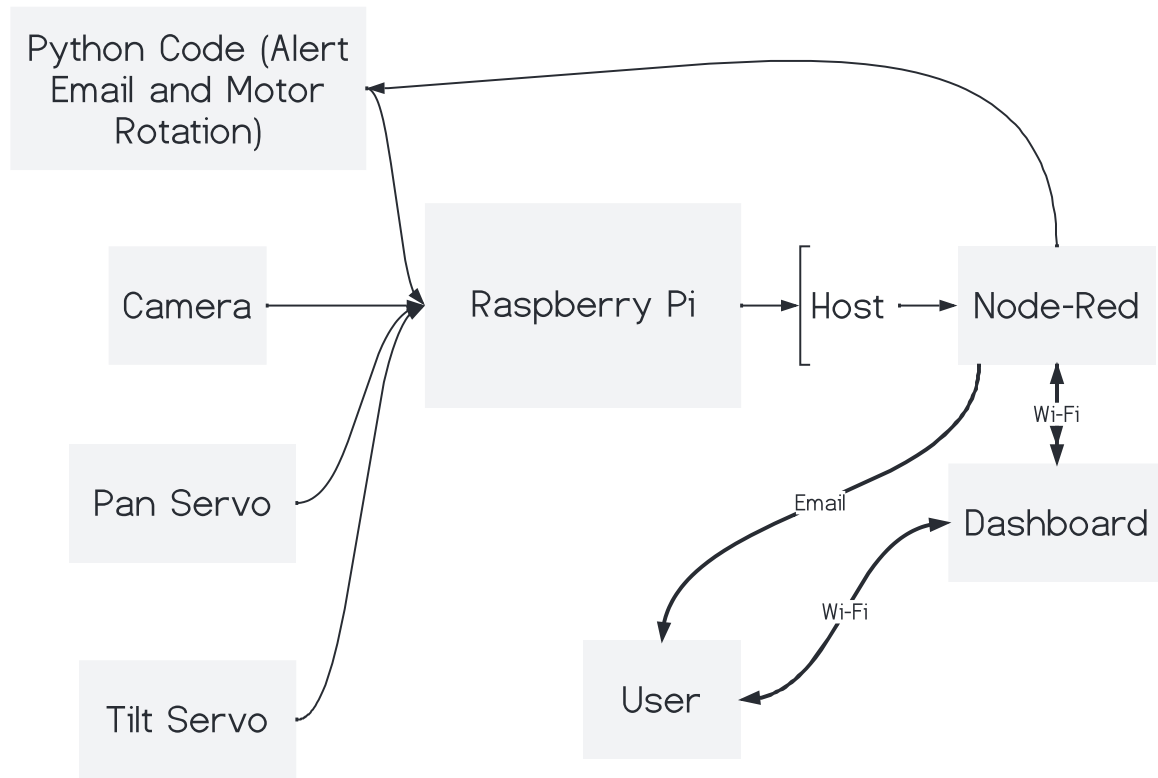 Python Code (Alert
Email and Motor
Rotation)
Camera
Raspberry Pi
Host
Node-Red
Wi-Fi
Pan Servo
Email
Dashboard
Wi-Fi
User
Tilt Servo